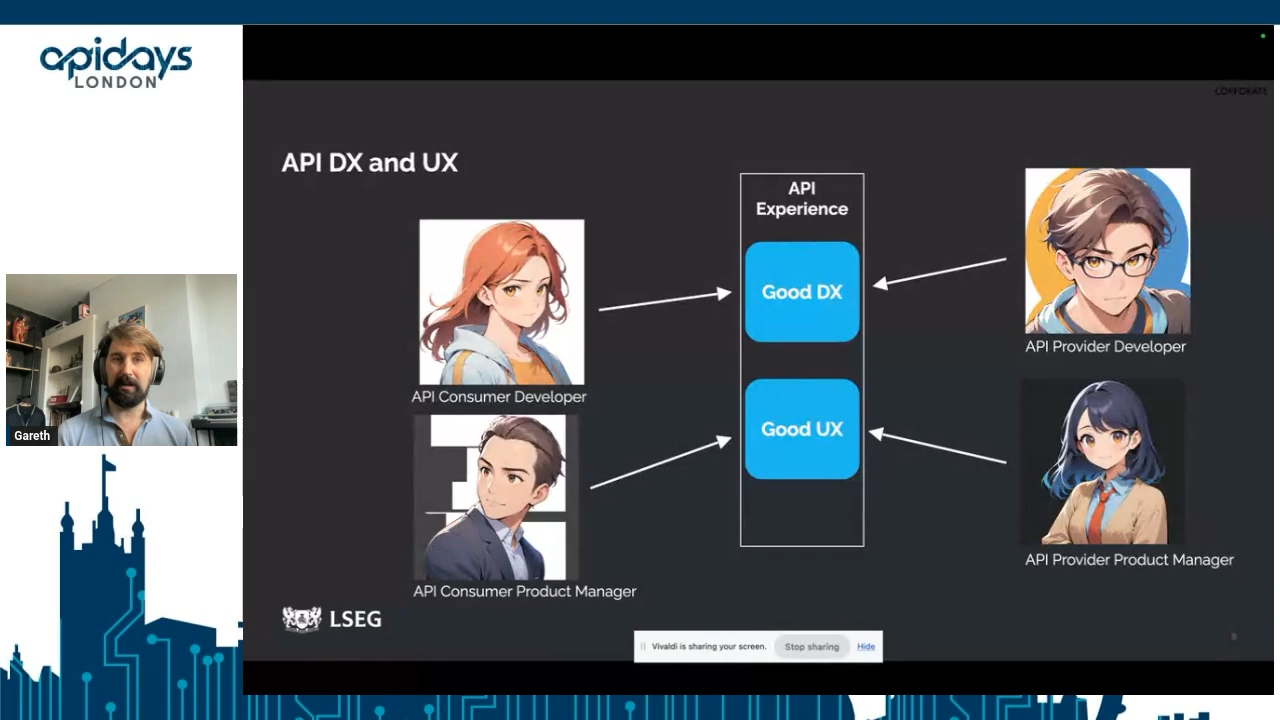 apidays
LONDON
CORPORATE
API DX and UX
API
Experience
Good DX
Good UX
API Consumer Developer
API Provider Developer
API Consumer Product Manager
API Provider Product Manager
Gareth
LSEG
Vivaldi is sharing your screen. Stop sharing Hide